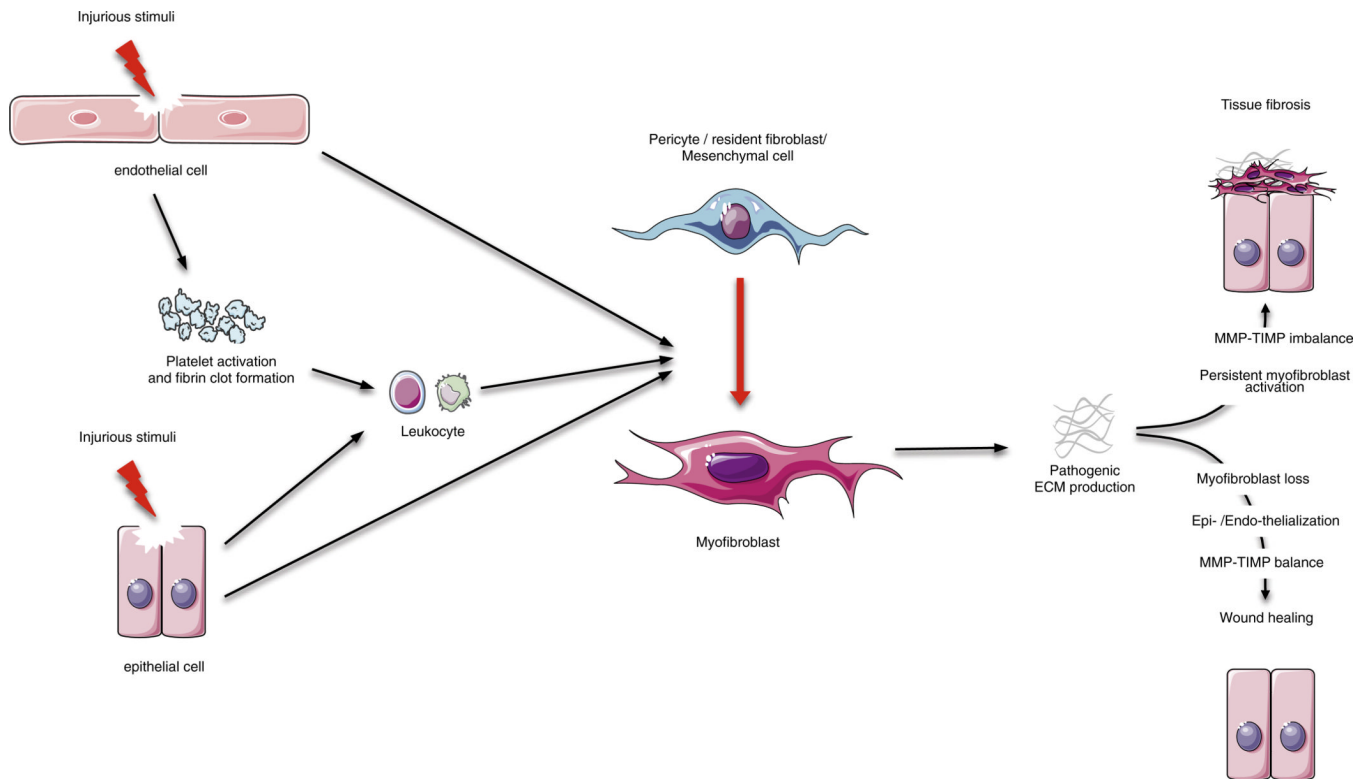 Injurious stimuli
endothelial cell
Platelet activation
and fibrin clot formation
Injurious stimuli
epithelial cell
Leukocyte
Pericyte / resident fibroblast/
Mesenchymal cell
Myofibroblast
Pathogenic
ECM production
Tissue fibrosis
MMP-TIMP imbalance
Persistent myofibroblast
activation
Myofibroblast loss
Epi- /Endo-thelialization
MMP-TIMP balance
Wound healing